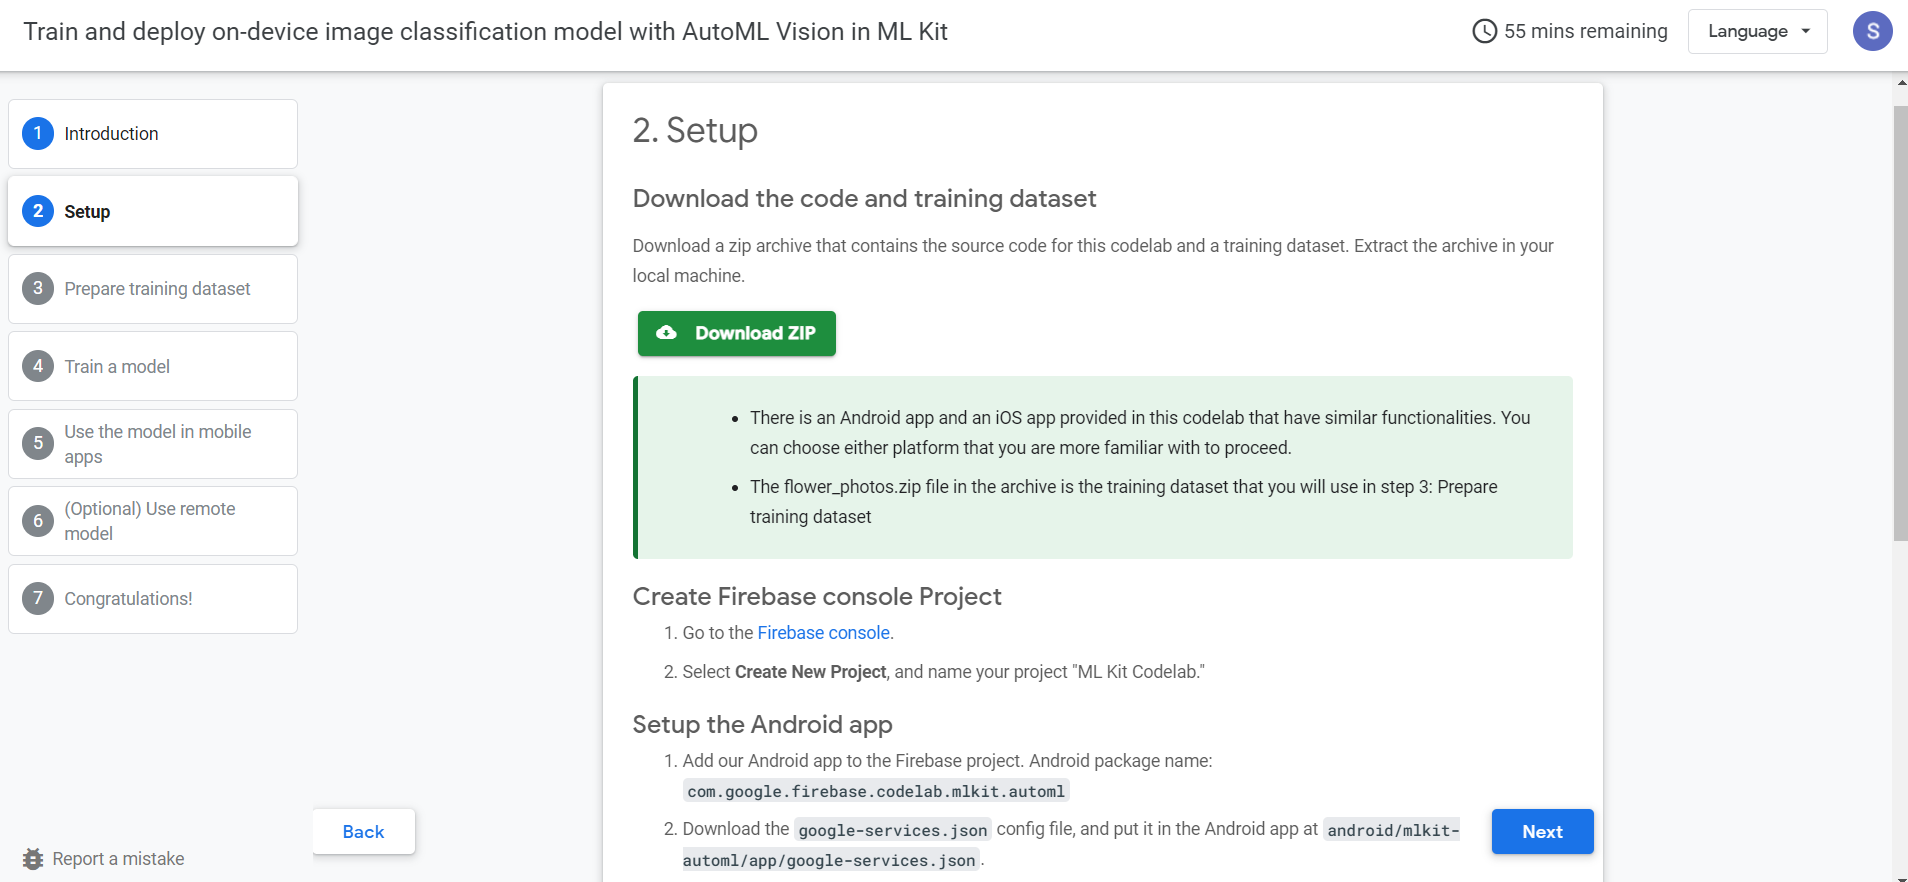 Train and deploy on-device image classification model with AutoML Vision in ML Kit
55 mins remaining
Language
S
1 Introduction
2 Setup
3 Prepare training dataset
4 Train a model
5 Use the model in mobile
apps
6 (Optional) Use remote
model
7 Congratulations!
Report a mistake
2. Setup
Download the code and training dataset
Download a zip archive that contains the source code for this codelab and a training dataset. Extract the archive in your
local machine.
Download ZIP
• There is an Android app and an iOS app provided in this codelab that have similar functionalities. You
can choose either platform that you are more familiar with to proceed.
• The flower_photos.zip file in the archive is the training dataset that you will use in step 3: Prepare
training dataset
Create Firebase console Project
1. Go to the Firebase console.
2. Select Create New Project, and name your project "ML Kit Codelab."
Setup the Android app
1. Add our Android app to the Firebase project. Android package name:
com.google.firebase.codelab.mlkit.automl
2. Download the google-services.json config file, and put it in the Android app at android/mlkit-
automl/app/google-services.json.
Back
Next